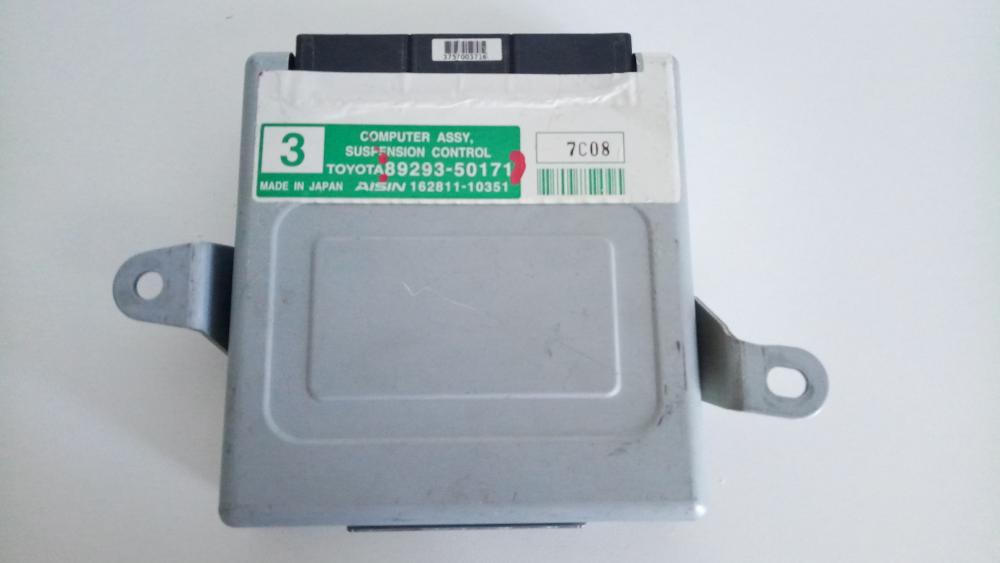 3757003716
3
COMPUTER ASSY,
SUSPENSION CONTROL
TOYOTA 89293-50171
MADE IN JAPAN AISIN 162811-10351
7C08